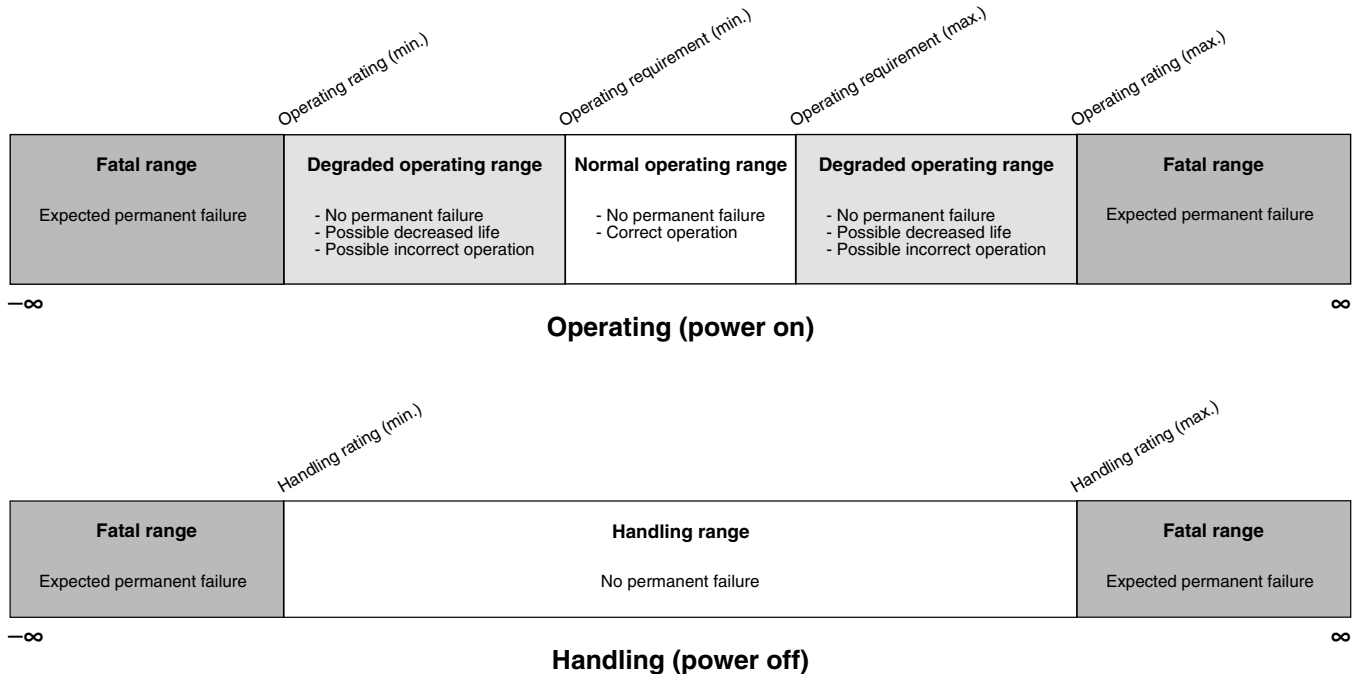 Operating rating (min.)
Operating requirement (min.)
Operating requirement (max.)
Operating rating (max.)
Fatal range
Expected permanent failure
Degraded operating range
- No permanent failure
- Possible decreased life
- Possible incorrect operation
Normal operating range
- No permanent failure
- Correct operation
Degraded operating range
- No permanent failure
- Possible decreased life
- Possible incorrect operation
Fatal range
Expected permanent failure
–∞
∞
Operating (power on)
Handling rating (min.)
Handling rating (max.)
Fatal range
Expected permanent failure
Handling range
No permanent failure
Fatal range
Expected permanent failure
–∞
∞
Handling (power off)